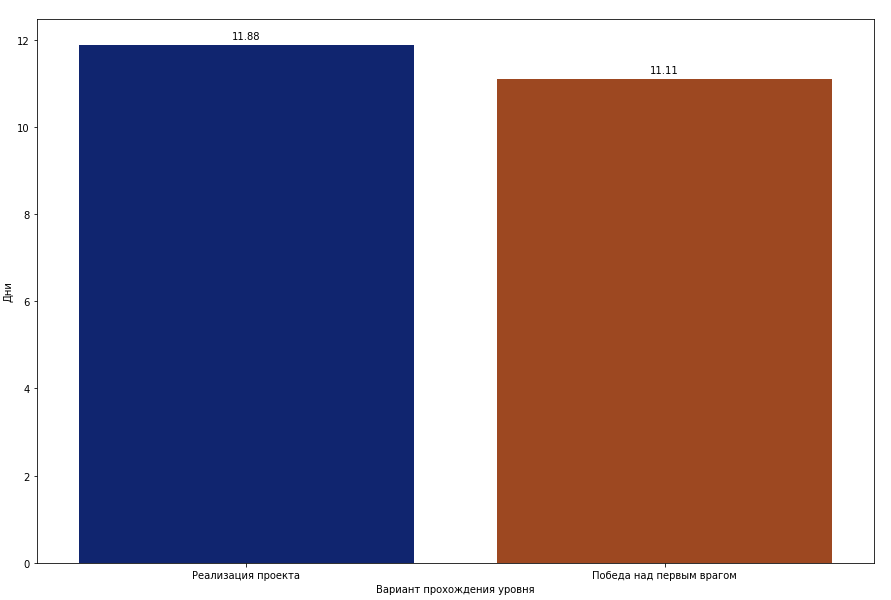 11.88
11.11
12
10
8
6
4
2
0
Дни
Реализация проекта
Победа над первым врагом
Вариант прохождения уровня